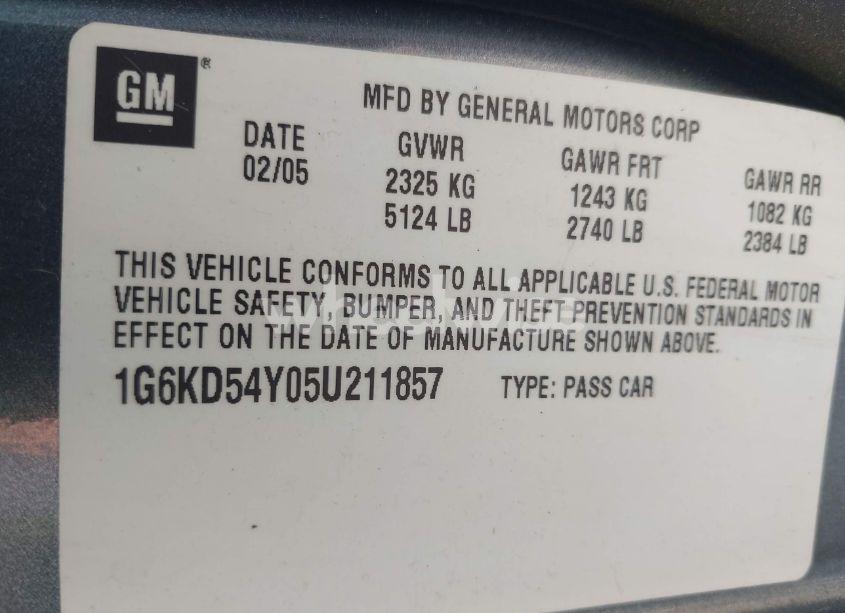 GM ®
MFD BY GENERAL MOTORS CORP
DATE GVWR GAWR FRT GAWR RR
02/05 2325 KG 1243 KG 1082 KG
5124 LB 2740 LB 2384 LB
THIS VEHICLE CONFORMS TO ALL APPLICABLE U.S. FEDERAL MOTOR
VEHICLE SAFETY, BUMPER, AND THEFT PREVENTION STANDARDS IN
EFFECT ON THE DATE OF MANUFACTURE SHOWN ABOVE.
1G6KD54Y05U211857 TYPE: PASS CAR